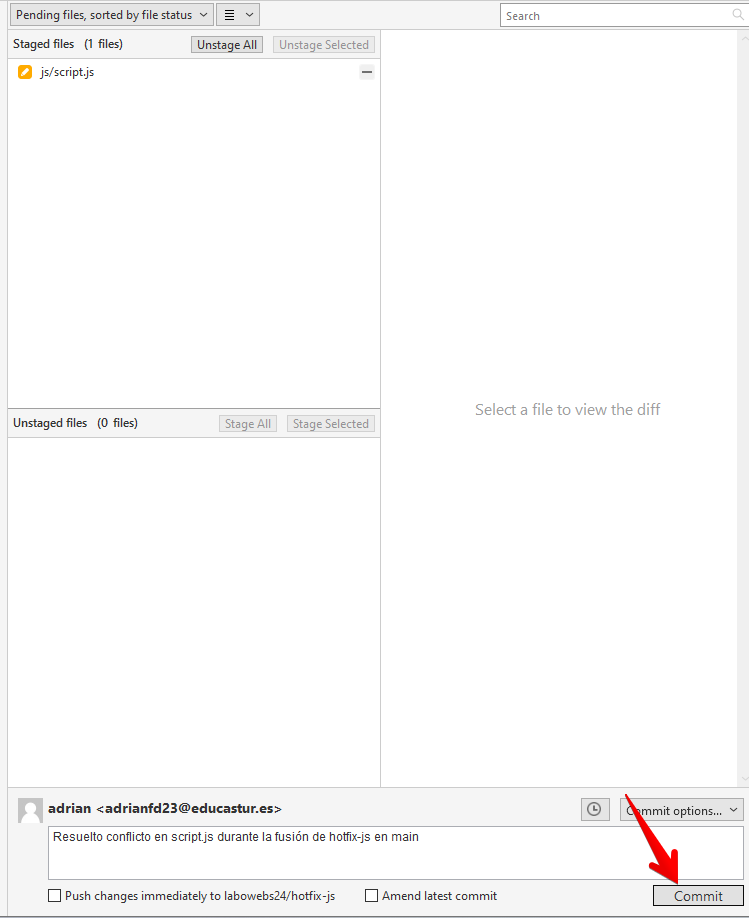 Pending files, sorted by file status
Search
Staged files (1 files) Unstage All Unstage Selected
js/script.js
Select a file to view the diff
Unstaged files (0 files) Stage All Stage Selected
adrian <adrianfd23@educastur.es> Commit options...
Resuelto conflicto en script.js durante la fusión de hotfix-js en main
Push changes immediately to labowebs24/hotfix-js Amend latest commit Commit